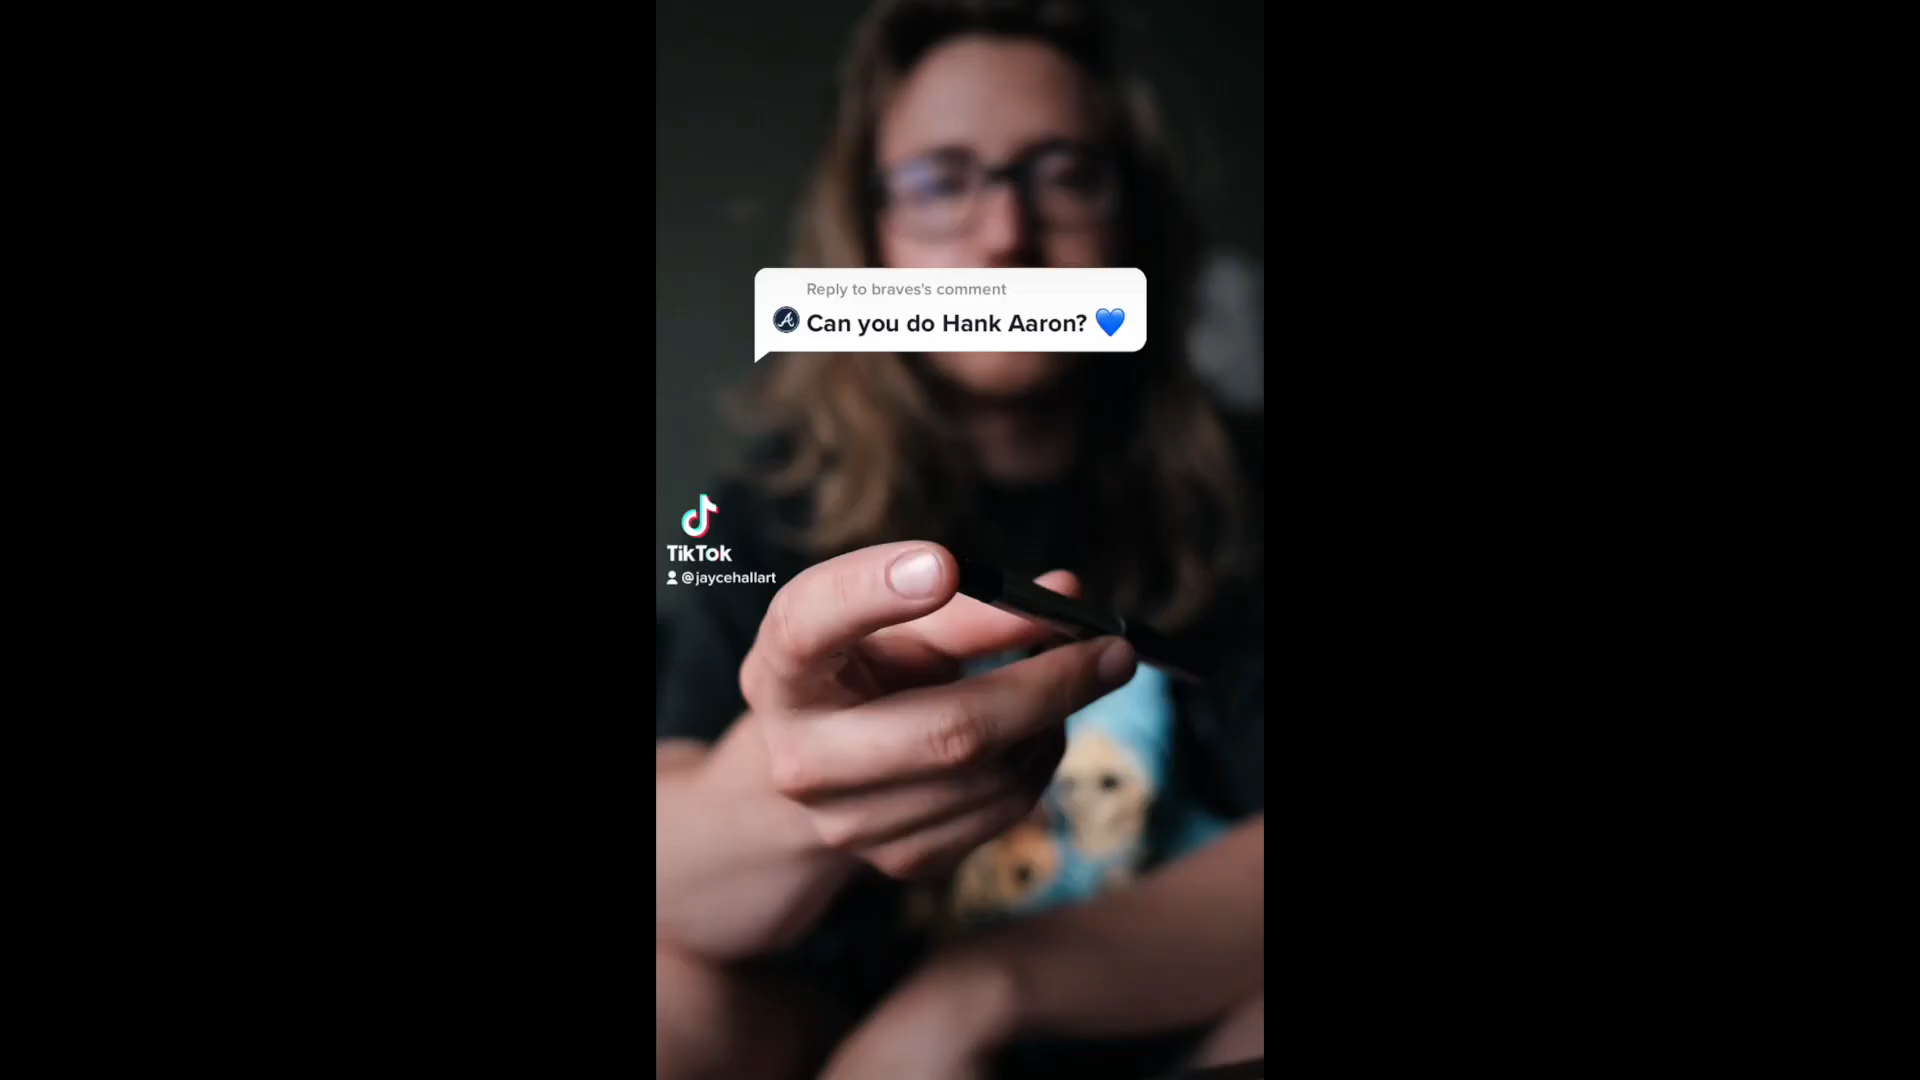 Reply to braves's comment
Can you do Hank Aaron? 💙
TikTok
@jaycehallart